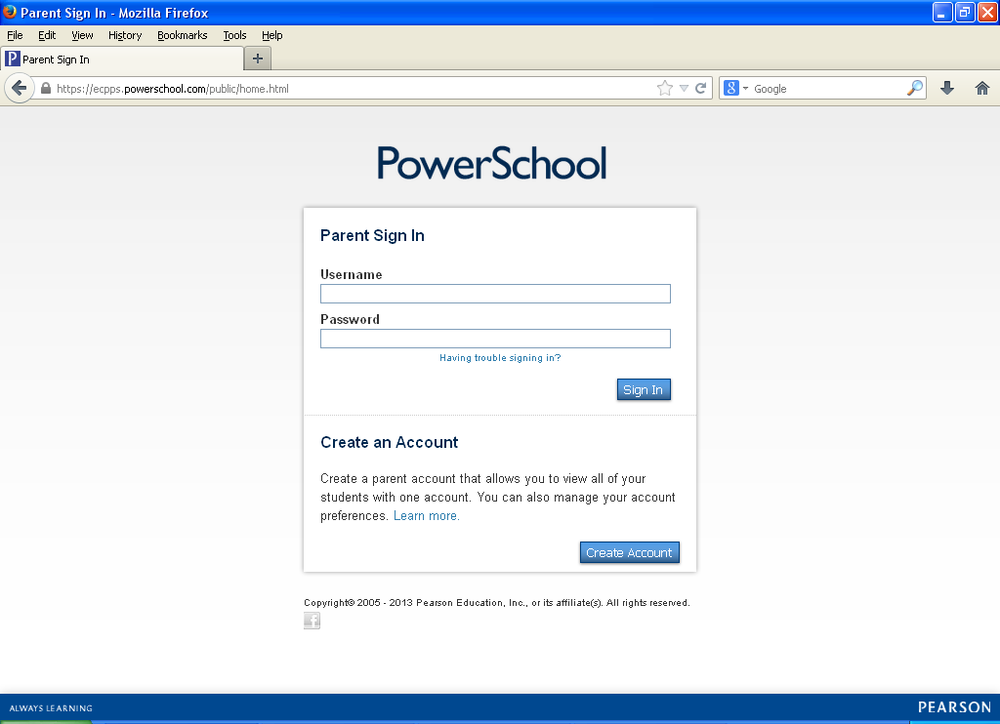 Parent Sign In - Mozilla Firefox
File Edit View History Bookmarks Tools Help
P Parent Sign In +
https://ecpps.powerschool.com/public/home.html 8 Google
PowerSchool
Parent Sign In
Username
Password
Having trouble signing in?
Sign In
Create an Account
Create a parent account that allows you to view all of your
students with one account. You can also manage your account
preferences. Learn more.
Create Account
Copyright© 2005 - 2013 Pearson Education, Inc., or its affiliate(s). All rights reserved.
f
ALWAYS LEARNING PEARSON